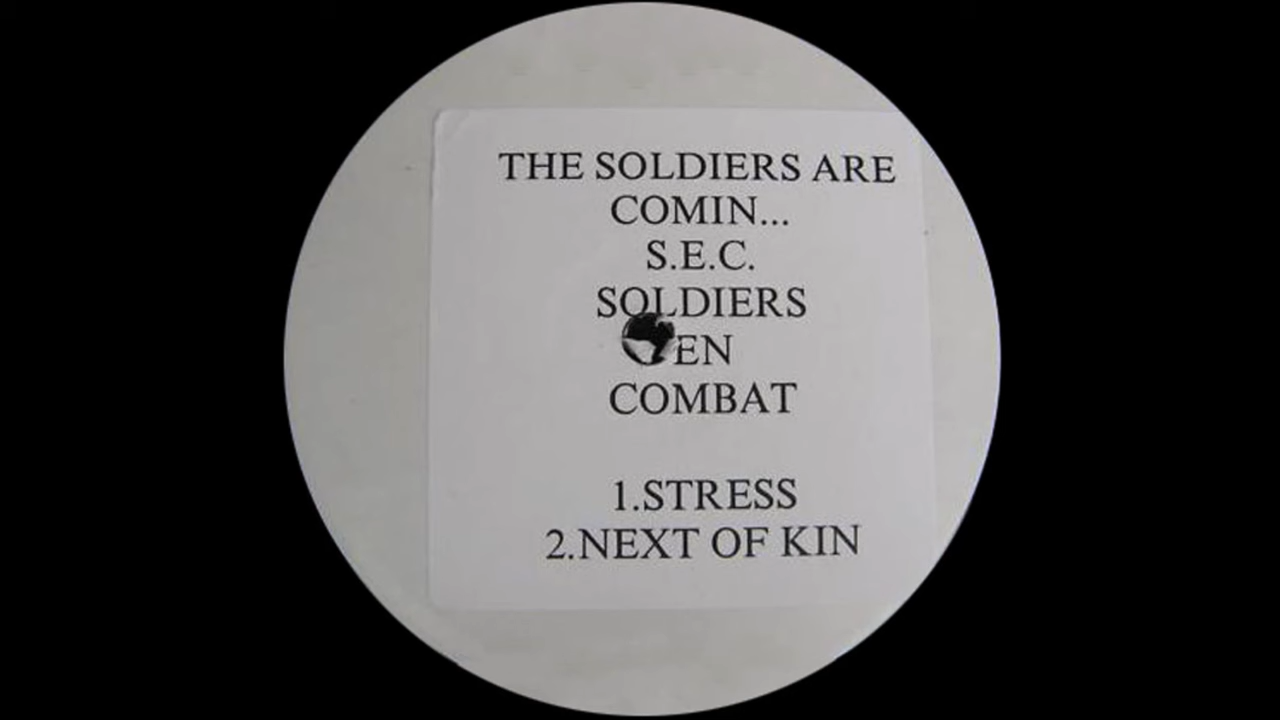 THE SOLDIERS ARE
COMIN...
S.E.C.
SOLDIERS
EN
COMBAT
1.STRESS
2.NEXT OF KIN